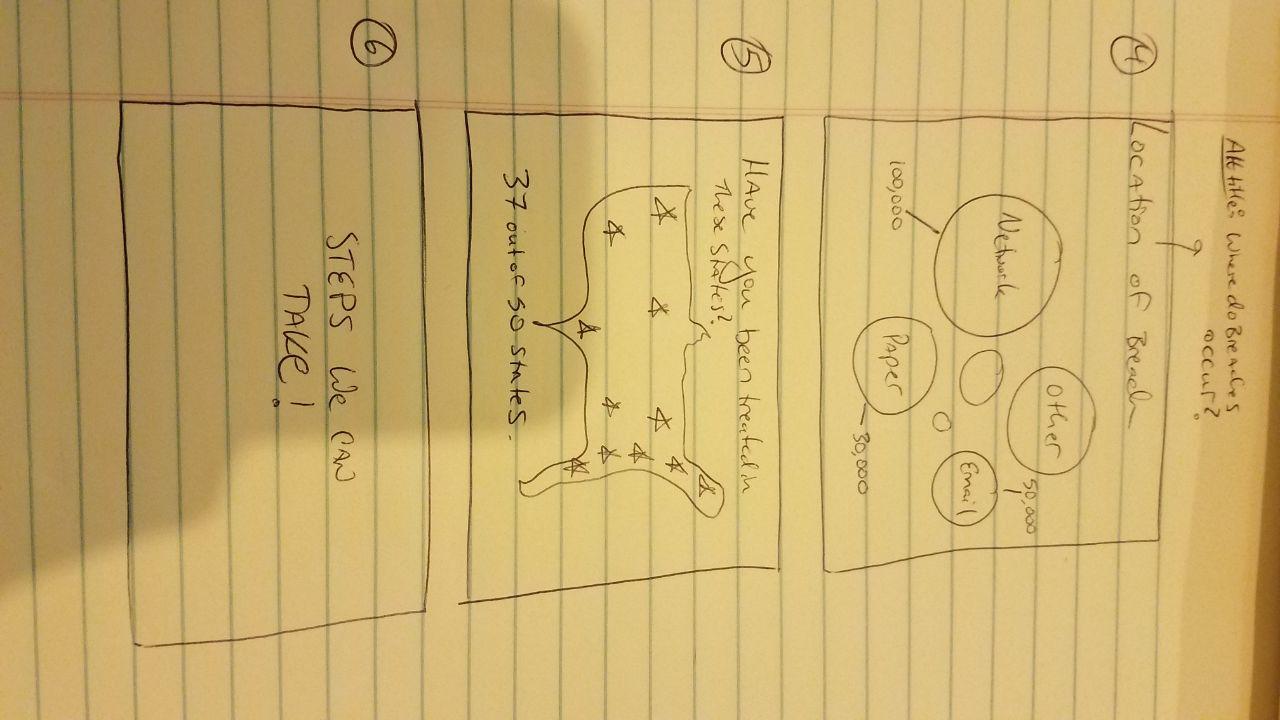 Alt title: Where do Breaches
occur?
4
Location of Breach
Network
Other
Paper
Email
100,000
50,000
30,000
5
Have you been treated in
these states?
37 out of 50 states.
6
STEPS We CAN
TAKE!